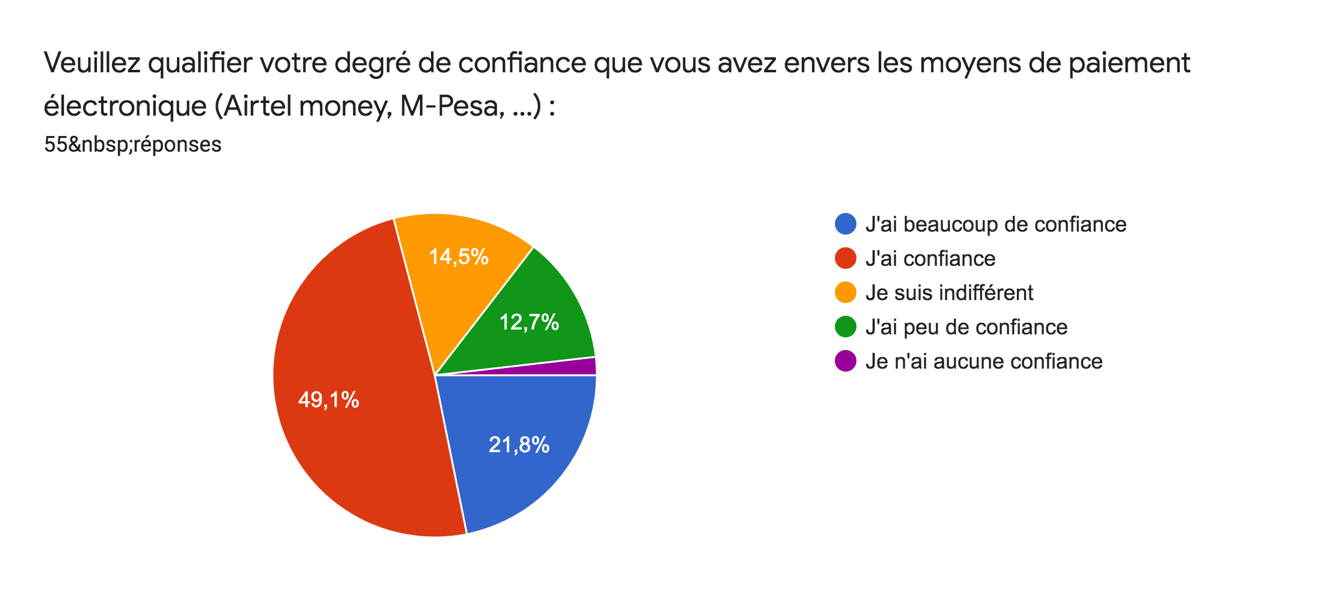 Veuillez qualifier votre degré de confiance que vous avez envers les moyens de paiement
électronique (Airtel money, M-Pesa, ...) :
55&nbsp;réponses
J'ai beaucoup de confiance
J'ai confiance
Je suis indifférent
J'ai peu de confiance
Je n'ai aucune confiance
14,5%
12,7%
49,1%
21,8%